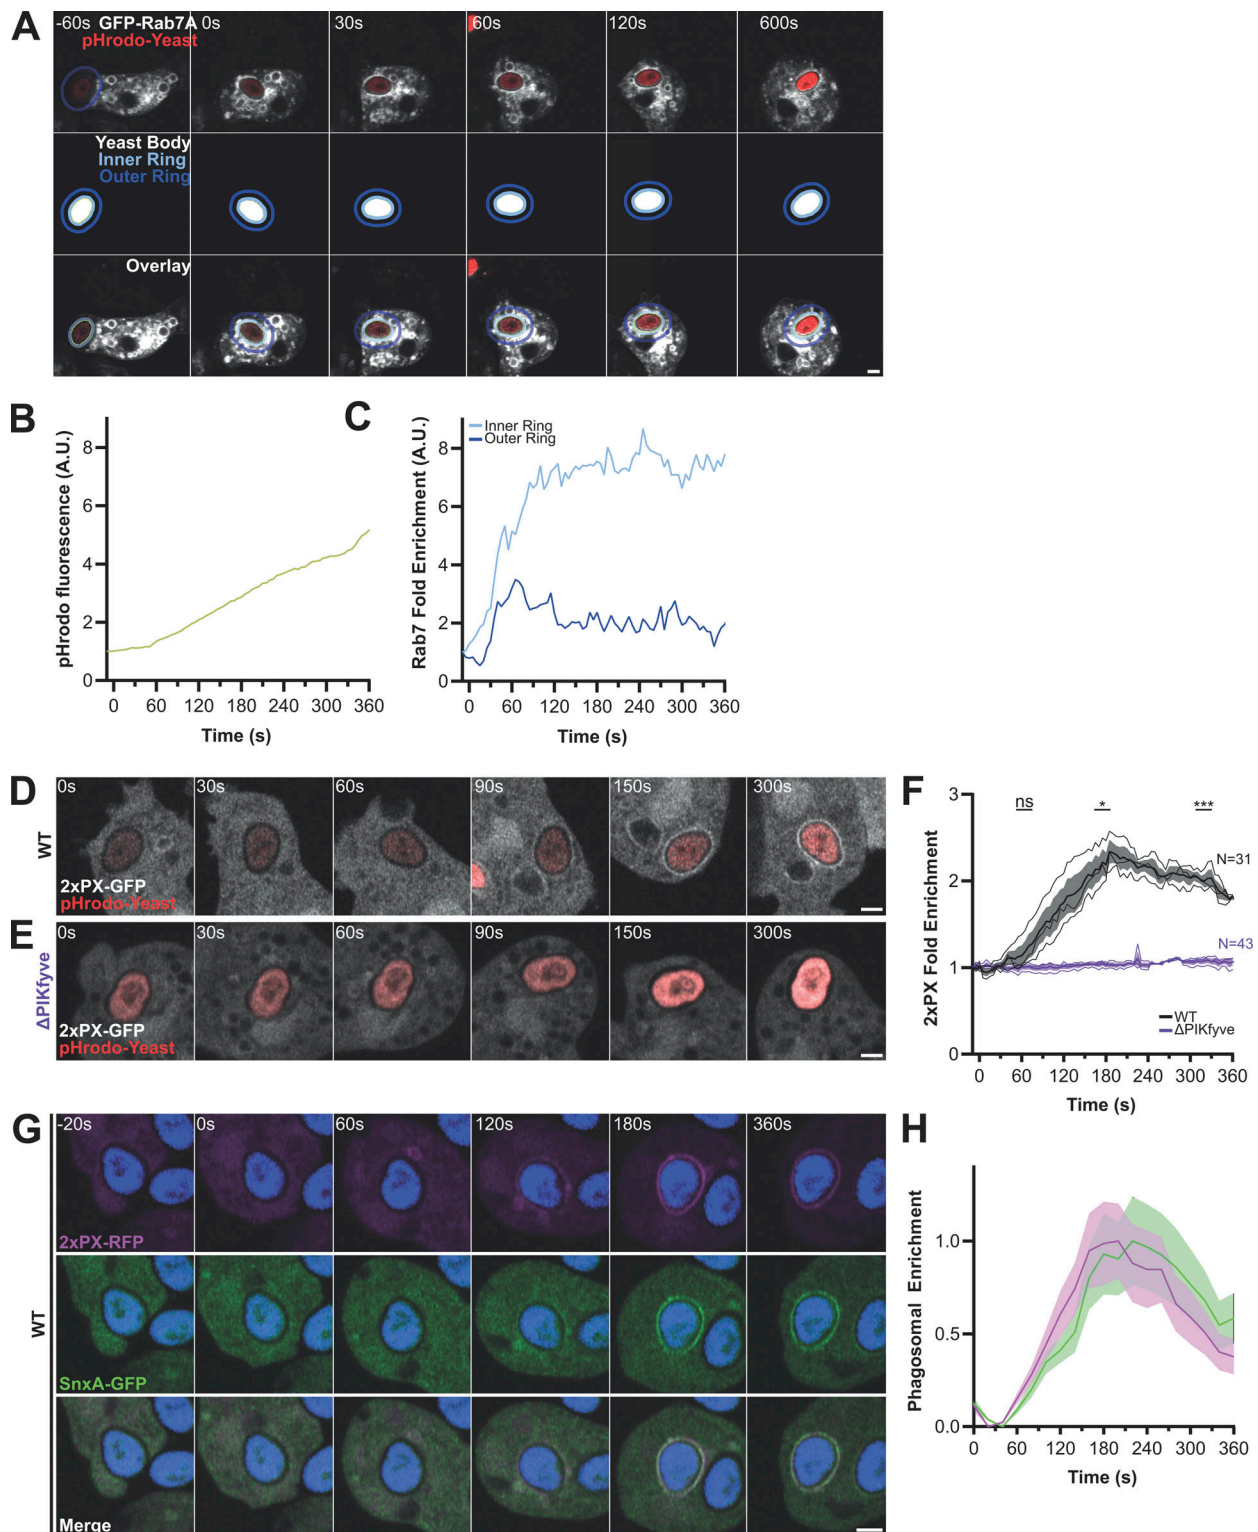 A
-60s
GFP-Rab7A
0s
30s
60s
120s
600s
pHrodo-Yeast
Yeast Body
Inner Ring
Outer Ring
Overlay
B
pHrodo fluorescence (A.U.)
8
6
4
2
0
0 60 120 180 240 300 360
Time (s)
C
Rab7 Fold Enrichment (A.U.)
Inner Ring
Outer Ring
8
6
4
2
0
0 60 120 180 240 300 360
Time (s)
D
WT
0s
30s
60s
90s
150s
300s
2xPX-GFP
pHrodo-Yeast
E
ΔPIKfyve
0s
30s
60s
90s
150s
300s
2xPX-GFP
pHrodo-Yeast
F
2xPX Fold Enrichment
3
2
1
0
ns
*
***
N=31
N=43
WT
ΔPIKfyve
0 60 120 180 240 300 360
Time (s)
G
WT
-20s
0s
60s
120s
180s
360s
2xPX-RFP
SnxA-GFP
Merge
H
Phagosomal Enrichment
1.0
0.5
0.0
0 60 120 180 240 300 360
Time (s)